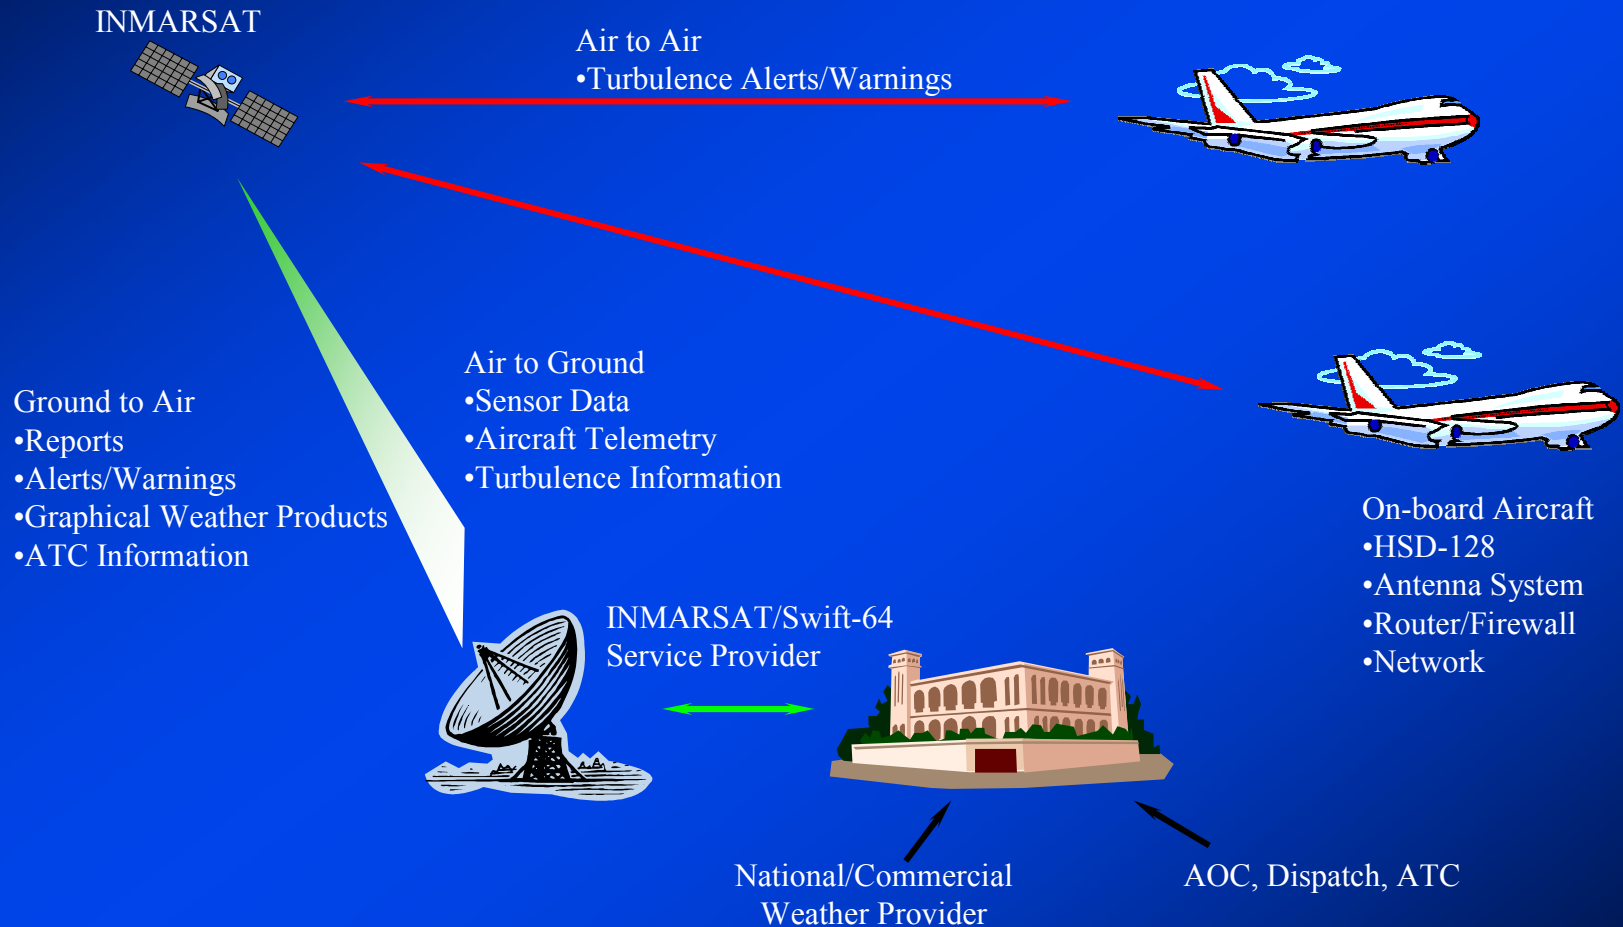 INMARSAT
Air to Air
•Turbulence Alerts/Warnings
Air to Ground
•Sensor Data
•Aircraft Telemetry
•Turbulence Information
Ground to Air
•Reports
•Alerts/Warnings
•Graphical Weather Products
•ATC Information
On-board Aircraft
•HSD-128
•Antenna System
•Router/Firewall
•Network
INMARSAT/Swift-64
Service Provider
National/Commercial
Weather Provider
AOC, Dispatch, ATC